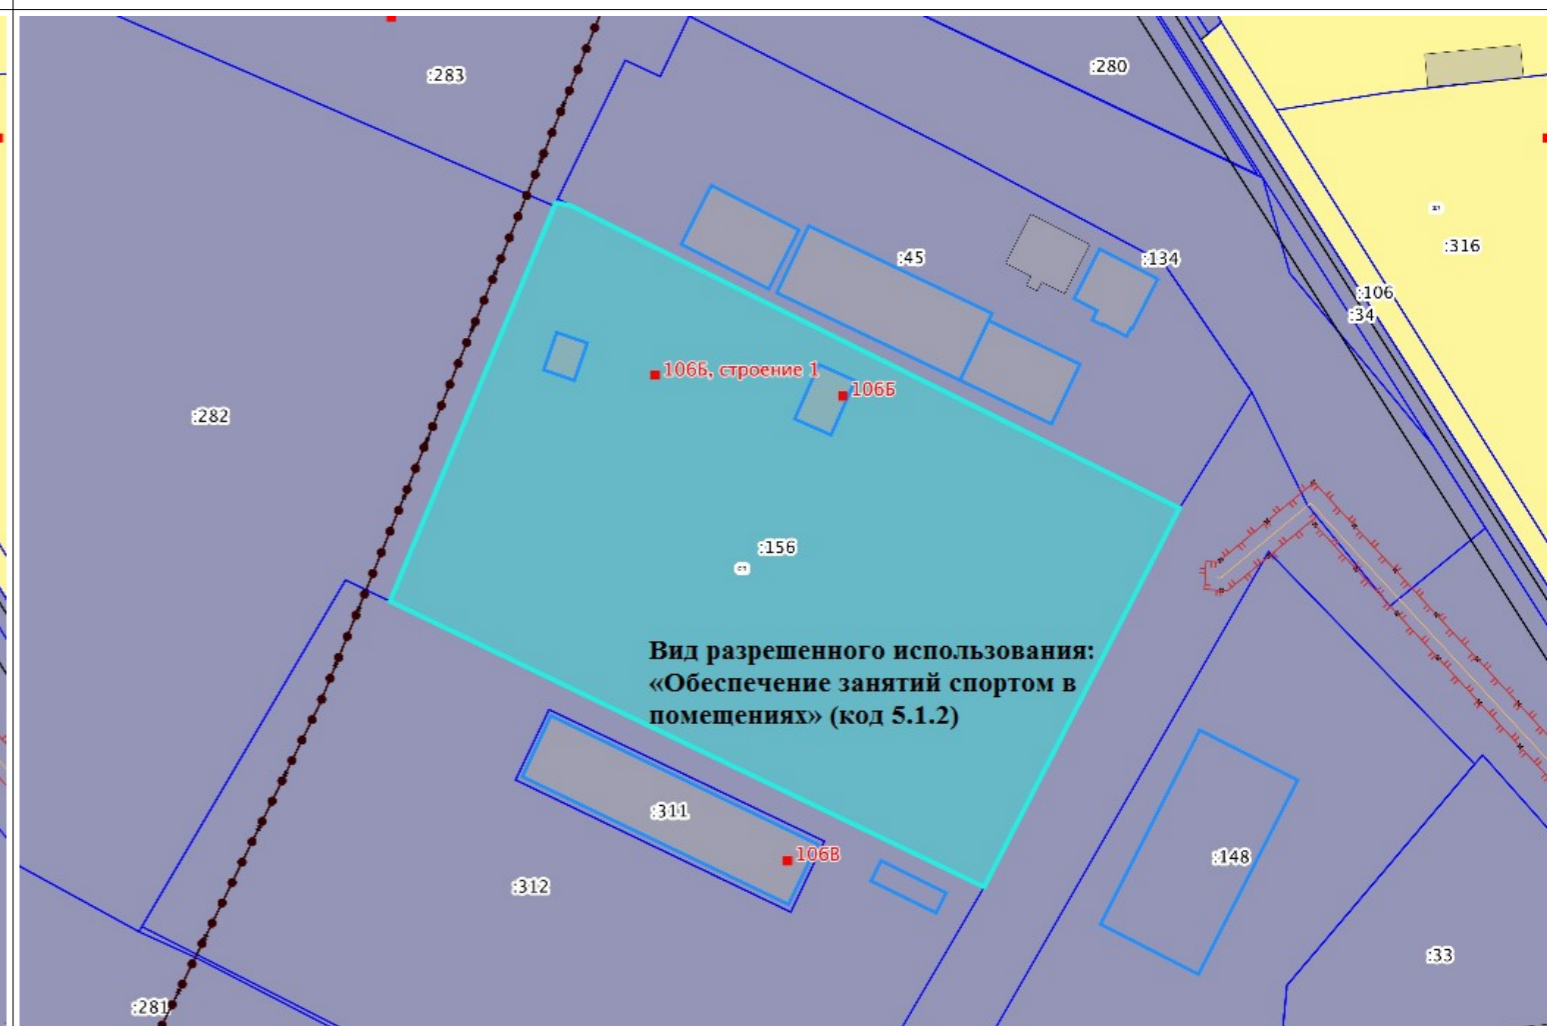 :283
:280
:316
:45
:134
:106
:34
106Б, строение 1
106Б
:282
:156
Вид разрешенного использования:
«Обеспечение занятий спортом в
помещениях» (код 5.1.2)
:311
106В
:148
:312
:33
:281